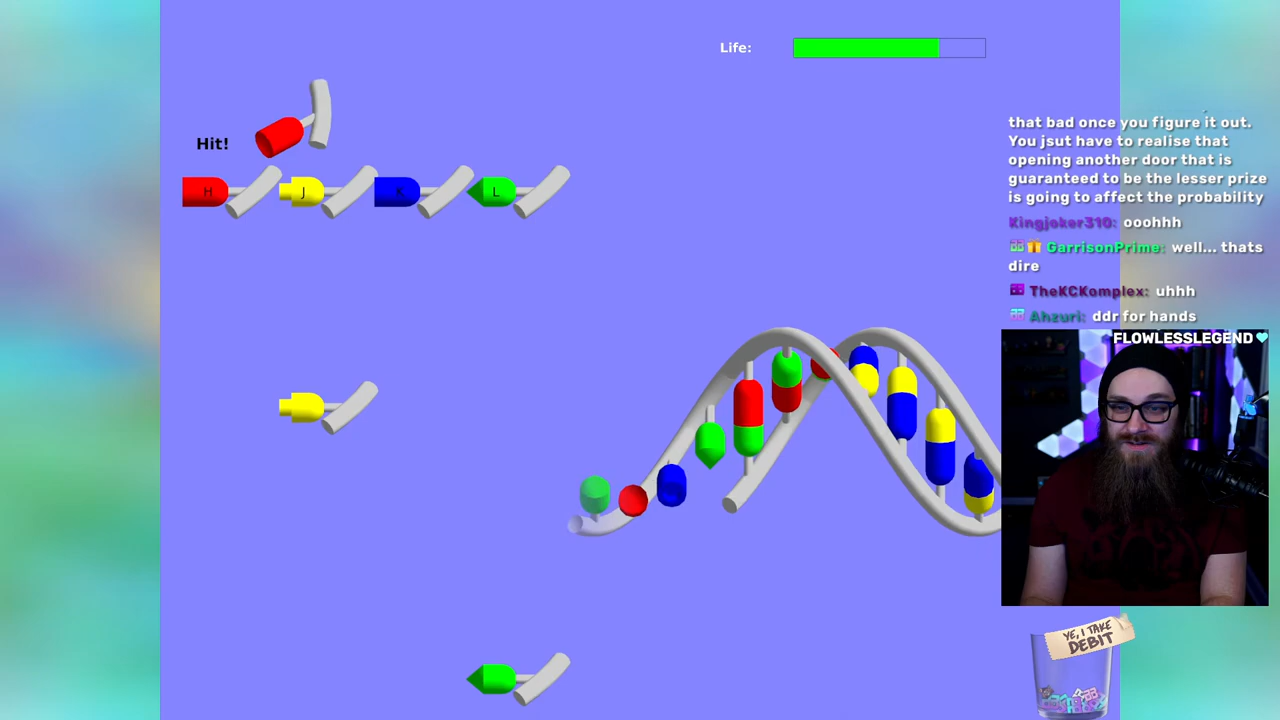 Life:
Hit!
H
J
K
L
that bad once you figure it out.
You jsut have to realise that
opening another door that is
guaranteed to be the lesser prize
is going to affect the probability
Kingjoker310: ooohhh
GarrisonPrime: well... thats
dire
TheKCKomplex: uhhh
Ahzuri: ddr for hands
FLOWLESSLEGEND
YE, I TAKE
DEBIT